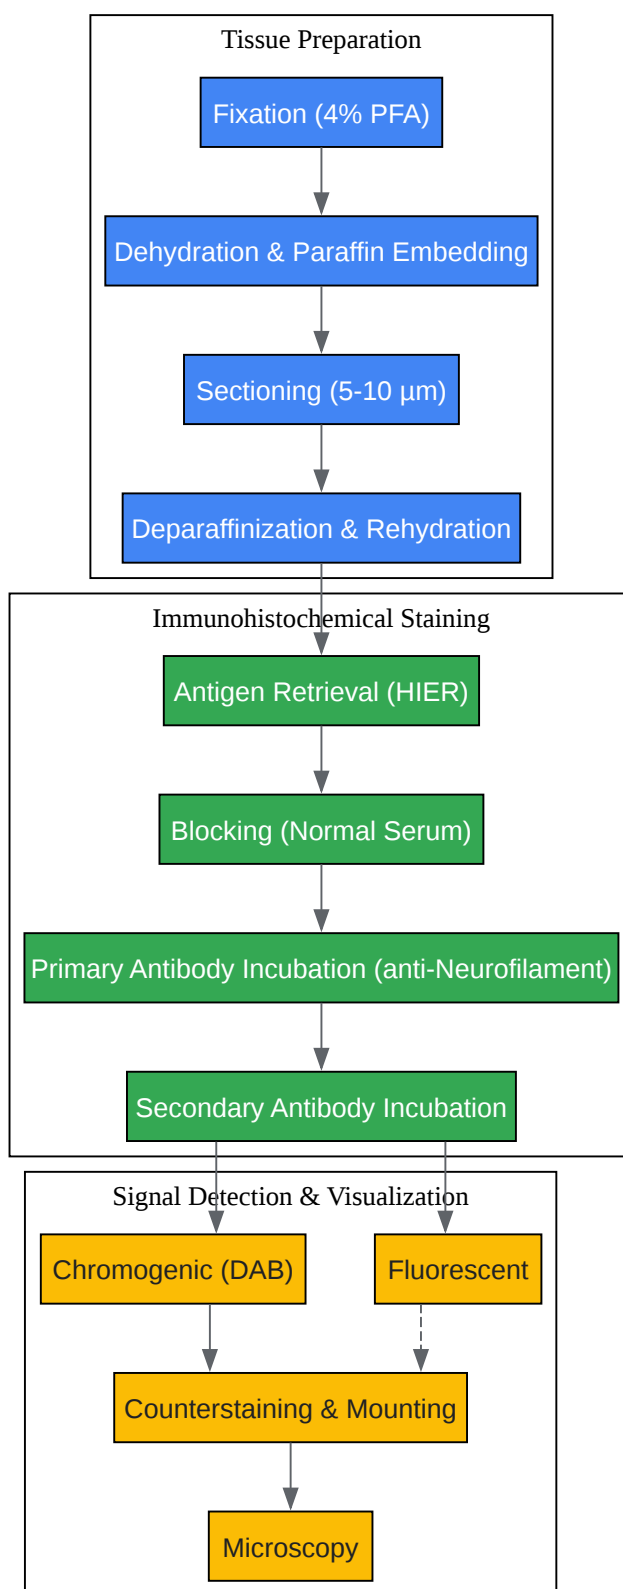 Tissue Preparation
Fixation (4% PFA)
Dehydration & Paraffin Embedding
Sectioning (5-10 µm)
Deparaffinization & Rehydration
Immunohistochemical Staining
Antigen Retrieval (HIER)
Blocking (Normal Serum)
Primary Antibody Incubation (anti-Neurofilament)
Secondary Antibody Incubation
Signal Detection & Visualization
Chromogenic (DAB)
Fluorescent
Counterstaining & Mounting
Microscopy